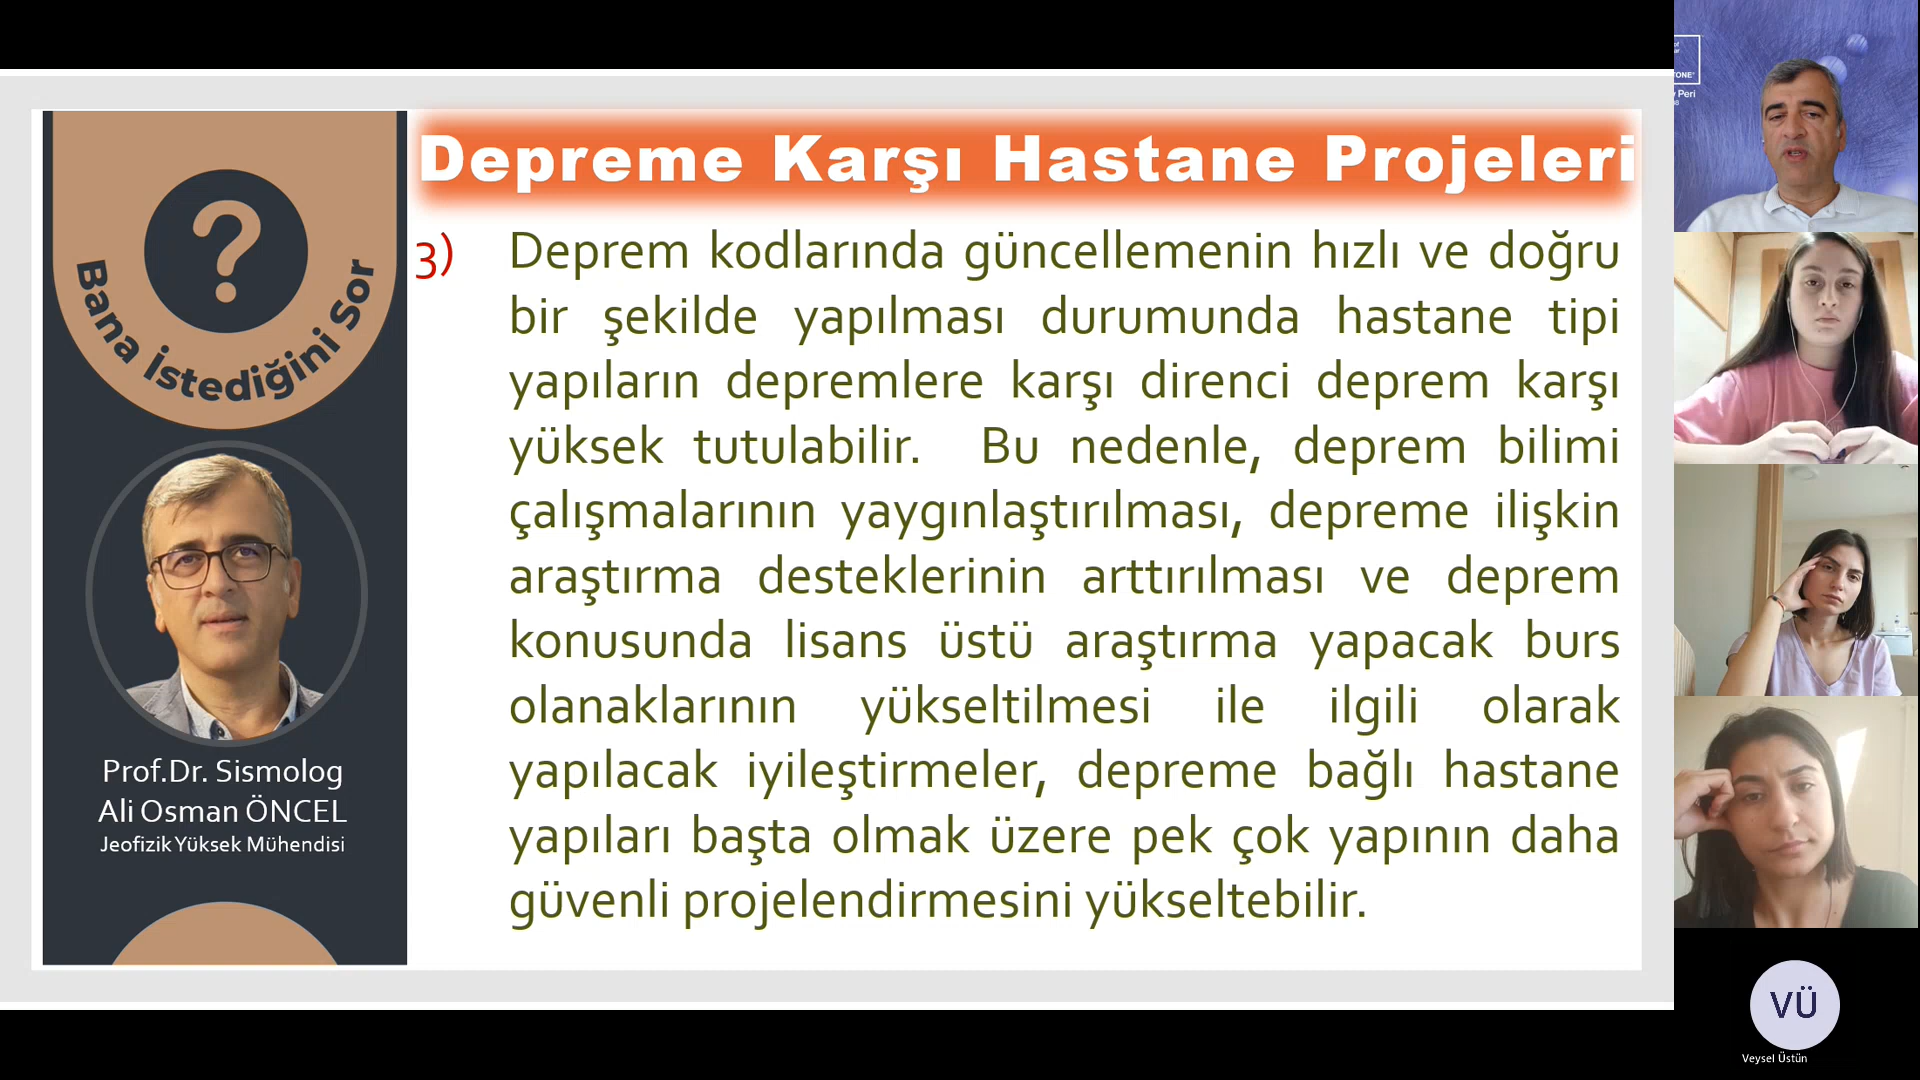 Depreme Karşı Hastane Projeleri
?
Bana İstediğini Sor
Prof.Dr. Sismolog
Ali Osman ÖNCEL
Jeofizik Yüksek Mühendisi
3) Deprem kodlarında güncellemenin hızlı ve doğru
bir şekilde yapılması durumunda hastane tipi
yapıların depremlere karşı direnci deprem karşı
yüksek tutulabilir. Bu nedenle, deprem bilimi
çalışmalarının yaygınlaştırılması, depreme ilişkin
araştırma desteklerinin arttırılması ve deprem
konusunda lisans üstü araştırma yapacak burs
olanaklarının yükseltilmesi ile ilgili olarak
yapılacak iyileştirmeler, depreme bağlı hastane
yapıları başta olmak üzere pek çok yapının daha
güvenli projelendirmesini yükseltebilir.
Peri
VÜ
Veysel Üstün